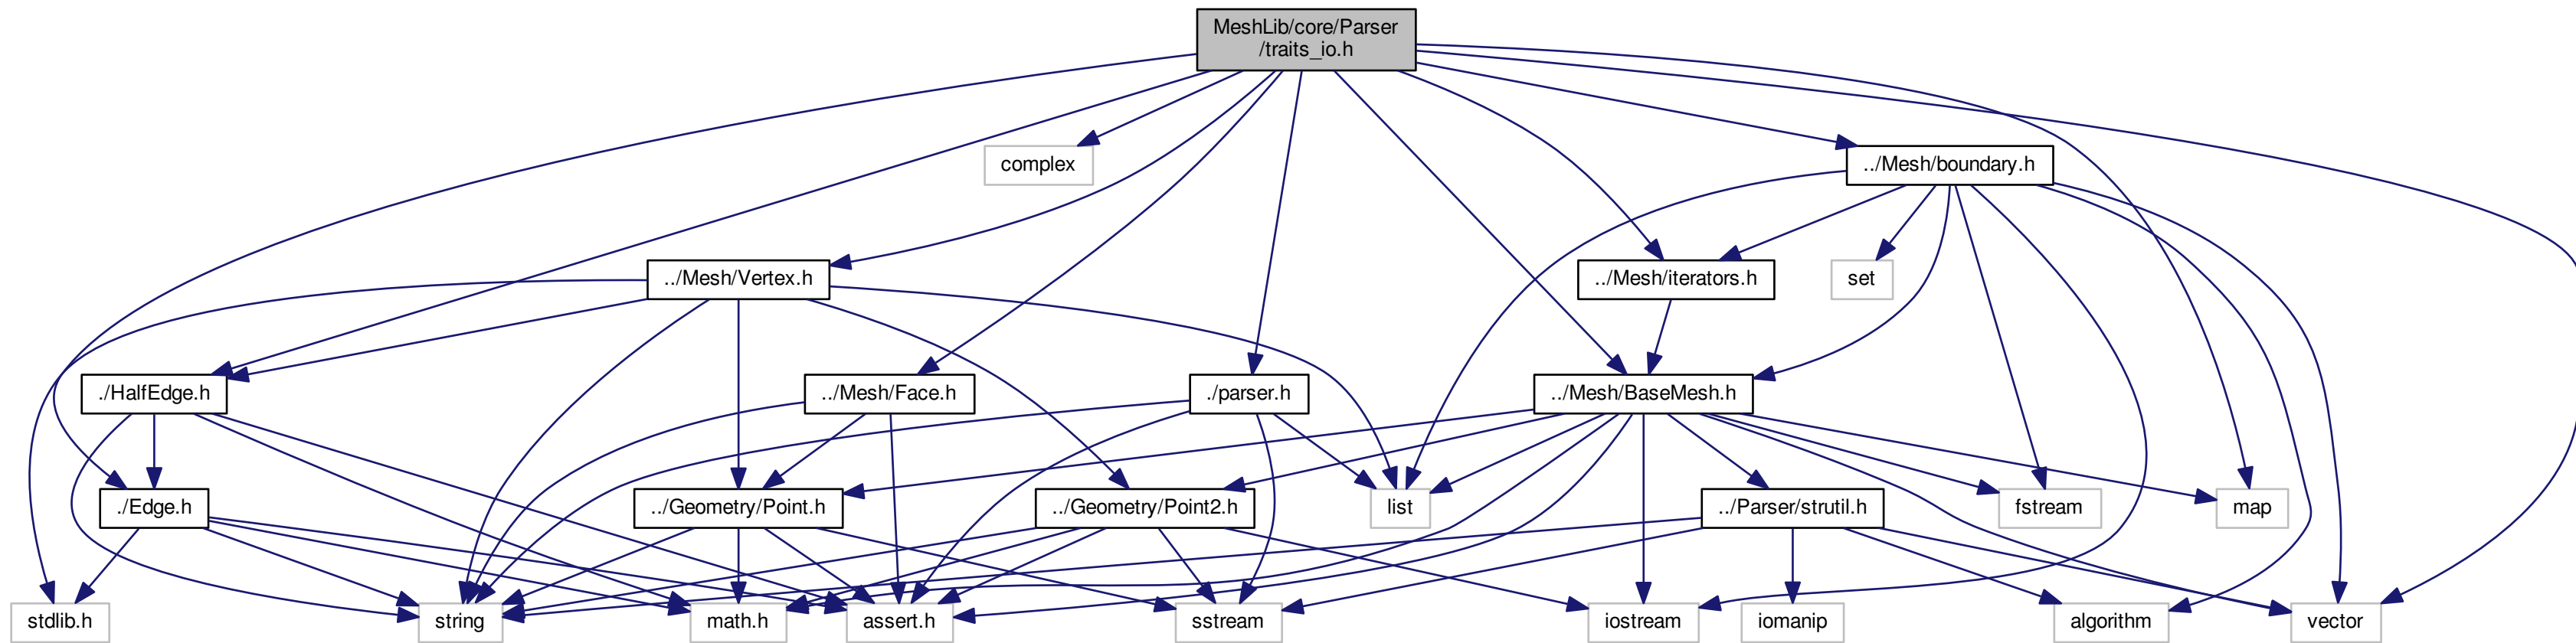 MeshLib/core/Parser
/traits_io.h
complex
../Mesh/boundary.h
../Mesh/Vertex.h
../Mesh/iterators.h
set
./HalfEdge.h
../Mesh/Face.h
./parser.h
../Mesh/BaseMesh.h
./Edge.h
../Geometry/Point.h
../Geometry/Point2.h
list
../Parser/strutil.h
fstream
map
stdlib.h
string
math.h
assert.h
sstream
iostream
iomanip
algorithm
vector